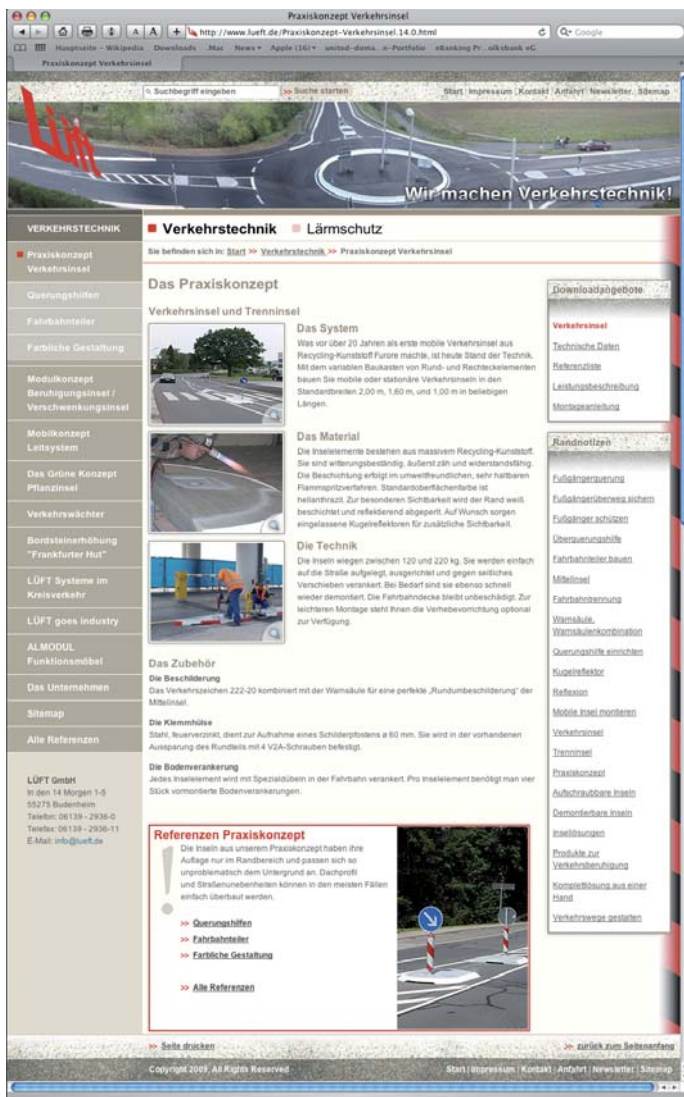 Praxiskonzept Verkehrsinsel
http://www.lueft.de/Praxiskonzept-Verkehrsinsel.14.0.html
Google
Hauptseite – Wikipedia Downloads .Mac News Apple (16) united-doma...n-Portfolio eBanking Pr...olksbank eG
Praxiskonzept Verkehrsinsel
Suchbegriff eingeben >> Suche starten
Start | Impressum | Kontakt | Anfahrt | Newsletter | Sitemap
Lüft
Wir machen Verkehrstechnik!
VERKEHRSTECHNIK
Praxiskonzept
Verkehrsinsel
Querungshilfen
Fahrbahnteiler
Farbliche Gestaltung
Modulkonzept
Beruhigungsinsel /
Verschwenkungsinsel
Mobilkonzept
Leitsystem
Das Grüne Konzept
Pflanzinsel
Verkehrswächter
Bordsteinerhöhung
"Frankfurter Hut"
LÜFT Systeme im
Kreisverkehr
LÜFT goes industry
ALMODUL
Funktionsmöbel
Das Unternehmen
Sitemap
Alle Referenzen
LÜFT GmbH
In den 14 Morgen 1-5
55275 Budenheim
Telefon: 06139 - 2936-0
Telefax: 06139 - 2936-11
E-Mail: info@lueft.de
Verkehrstechnik Lärmschutz
Sie befinden sich in: Start >> Verkehrstechnik >> Praxiskonzept Verkehrsinsel
Das Praxiskonzept
Verkehrsinsel und Trenninsel
Das System
Was vor über 20 Jahren als erste mobile Verkehrsinsel aus
Recycling-Kunststoff Furore machte, ist heute Stand der Technik.
Mit dem variablen Baukasten von Rund- und Rechteckelementen
bauen Sie mobile oder stationäre Verkehrsinseln in den
Standardbreiten 2,00 m, 1,60 m, und 1,00 m in beliebigen
Längen.
Das Material
Die Inselelemente bestehen aus massivem Recycling-Kunststoff.
Sie sind witterungsbeständig, äußerst zäh und widerstandsfähig.
Die Beschichtung erfolgt im umweltfreundlichen, sehr haltbaren
Flammspritzverfahren. Standardoberflächenfarbe ist
hellanthrazit. Zur besonderen Sichtbarkeit wird der Rand weiß
beschichtet und reflektierend abgeperlt. Auf Wunsch sorgen
eingelassene Kugelreflektoren für zusätzliche Sichtbarkeit.
Die Technik
Die Inseln wiegen zwischen 120 und 220 kg. Sie werden einfach
auf die Straße aufgelegt, ausgerichtet und gegen seitliches
Verschieben verankert. Bei Bedarf sind sie ebenso schnell
wieder demontiert. Die Fahrbahndecke bleibt unbeschädigt. Zur
leichteren Montage steht Ihnen die Verhebevorrichtung optional
zur Verfügung.
Das Zubehör
Die Beschilderung
Das Verkehrszeichen 222-20 kombiniert mit der Warnsäule für eine perfekte „Rundumbeschilderung" der
Mittelinsel.
Die Klemmhülse
Stahl, feuerverzinkt, dient zur Aufnahme eines Schilderpfostens ø 60 mm. Sie wird in der vorhandenen
Aussparung des Rundteils mit 4 V2A-Schrauben befestigt.
Die Bodenverankerung
Jedes Inselelement wird mit Spezialdübeln in der Fahrbahn verankert. Pro Inselelement benötigt man vier
Stück vormontierte Bodenverankerungen.
Referenzen Praxiskonzept
!
Die Inseln aus unserem Praxiskonzept haben ihre
Auflage nur im Randbereich und passen sich so
unproblematisch dem Untergrund an. Dachprofil
und Straßenunebenheiten können in den meisten Fällen
einfach überbaut werden.
>> Querungshilfen
>> Fahrbahnteiler
>> Farbliche Gestaltung
>> Alle Referenzen
Downloadangebote
Verkehrsinsel
Technische Daten
Referenzliste
Leistungsbeschreibung
Montageanleitung
Randnotizen
Fußgängerquerung
Fußgängerüberweg sichern
Fußgänger schützen
Überquerungshilfe
Fahrbahnteiler bauen
Mittelinsel
Fahrbahntrennung
Warnsäule,
Warnsäulenkombination
Querungshilfe einrichten
Kugelreflektor
Reflexion
Mobile Insel montieren
Verkehrsinsel
Trenninsel
Praxiskonzept
Aufschraubbare Inseln
Demontierbare Inseln
Insellösungen
Produkte zur
Verkehrsberuhigung
Komplettlösung aus einer
Hand
Verkehrswege gestalten
>> Seite drucken >> zurück zum Seitenanfang
Copyright 2009, All Rights Reserved Start | Impressum | Kontakt | Anfahrt | Newsletter | Sitemap